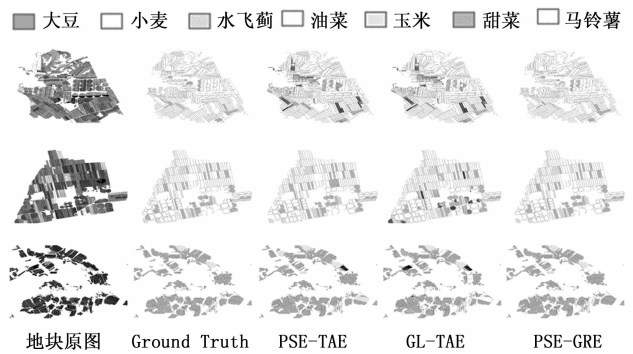 大豆 小麦 水飞蓟 油菜 玉米 甜菜 马铃薯
地块原图 Ground Truth PSE-TAE GL-TAE PSE-GRE